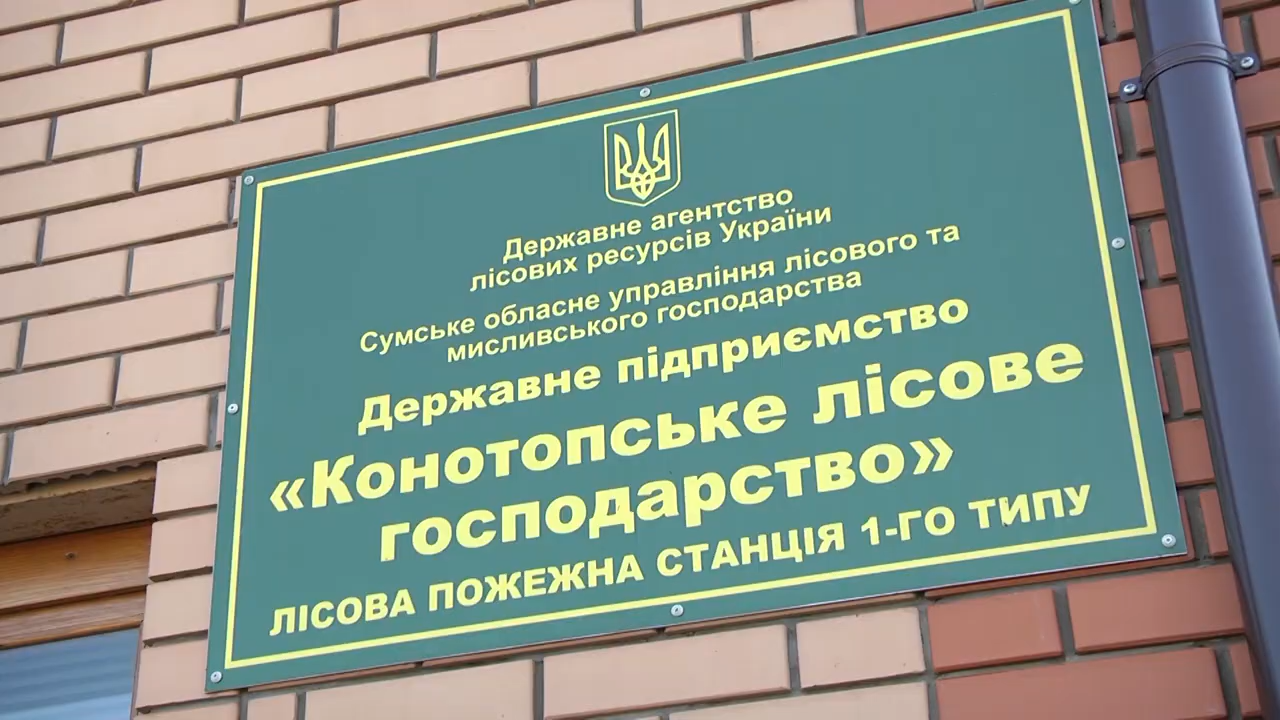 Державне агентство
лісових ресурсів України
Сумське обласне управління лісового та
мисливського господарства
Державне підприємство
«Конотопське лісове
господарство»
ЛІСОВА ПОЖЕЖНА СТАНЦІЯ 1-ГО ТИПУ